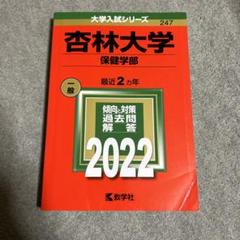 大学入試シリーズ
247
杏林大学
保健学部
最近2カ年
一般
傾向と対策
過去問
解答
2022
教学社